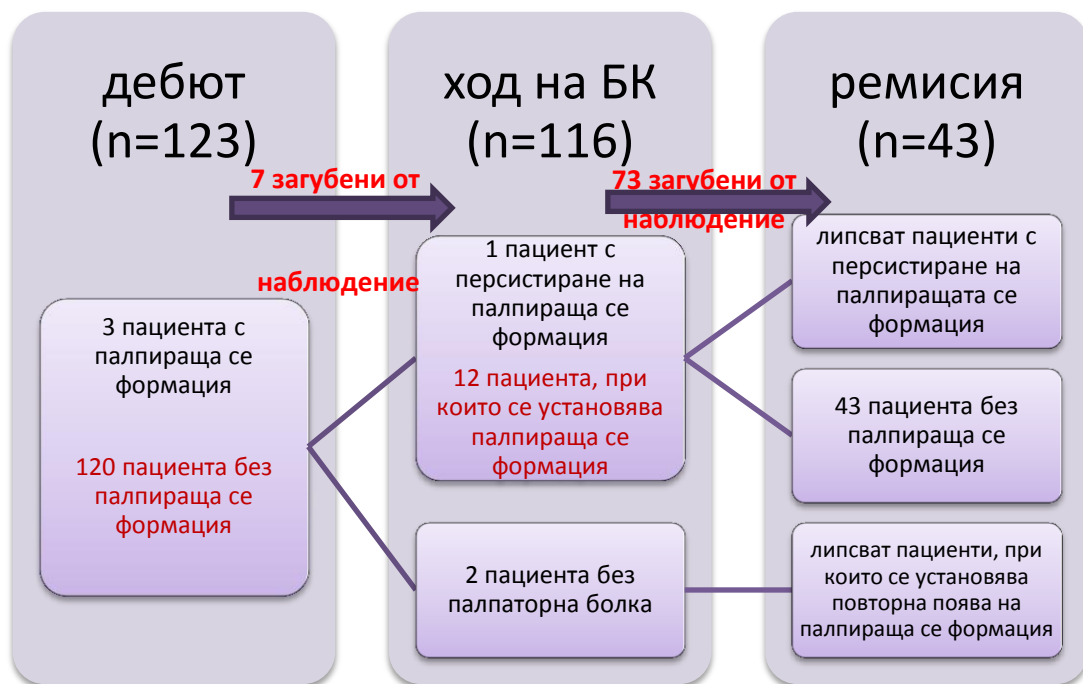 дебют
(n=123)
3 пациента с
палпираща се
формация
120 пациента без
палпираща се
формация
7 загубени от
наблюдение
ход на БК
(n=116)
1 пациент с
персистиране на
палпираща се
формация
12 пациента, при
които се установява
палпираща се
формация
2 пациента без
палпаторна болка
73 загубени от
наблюдение
ремисия
(n=43)
липсват пациенти с
персистиране на
палпиращата се
формация
43 пациента без
палпираща се
формация
липсват пациенти, при
които се установява
повторна поява на
палпираща се формация